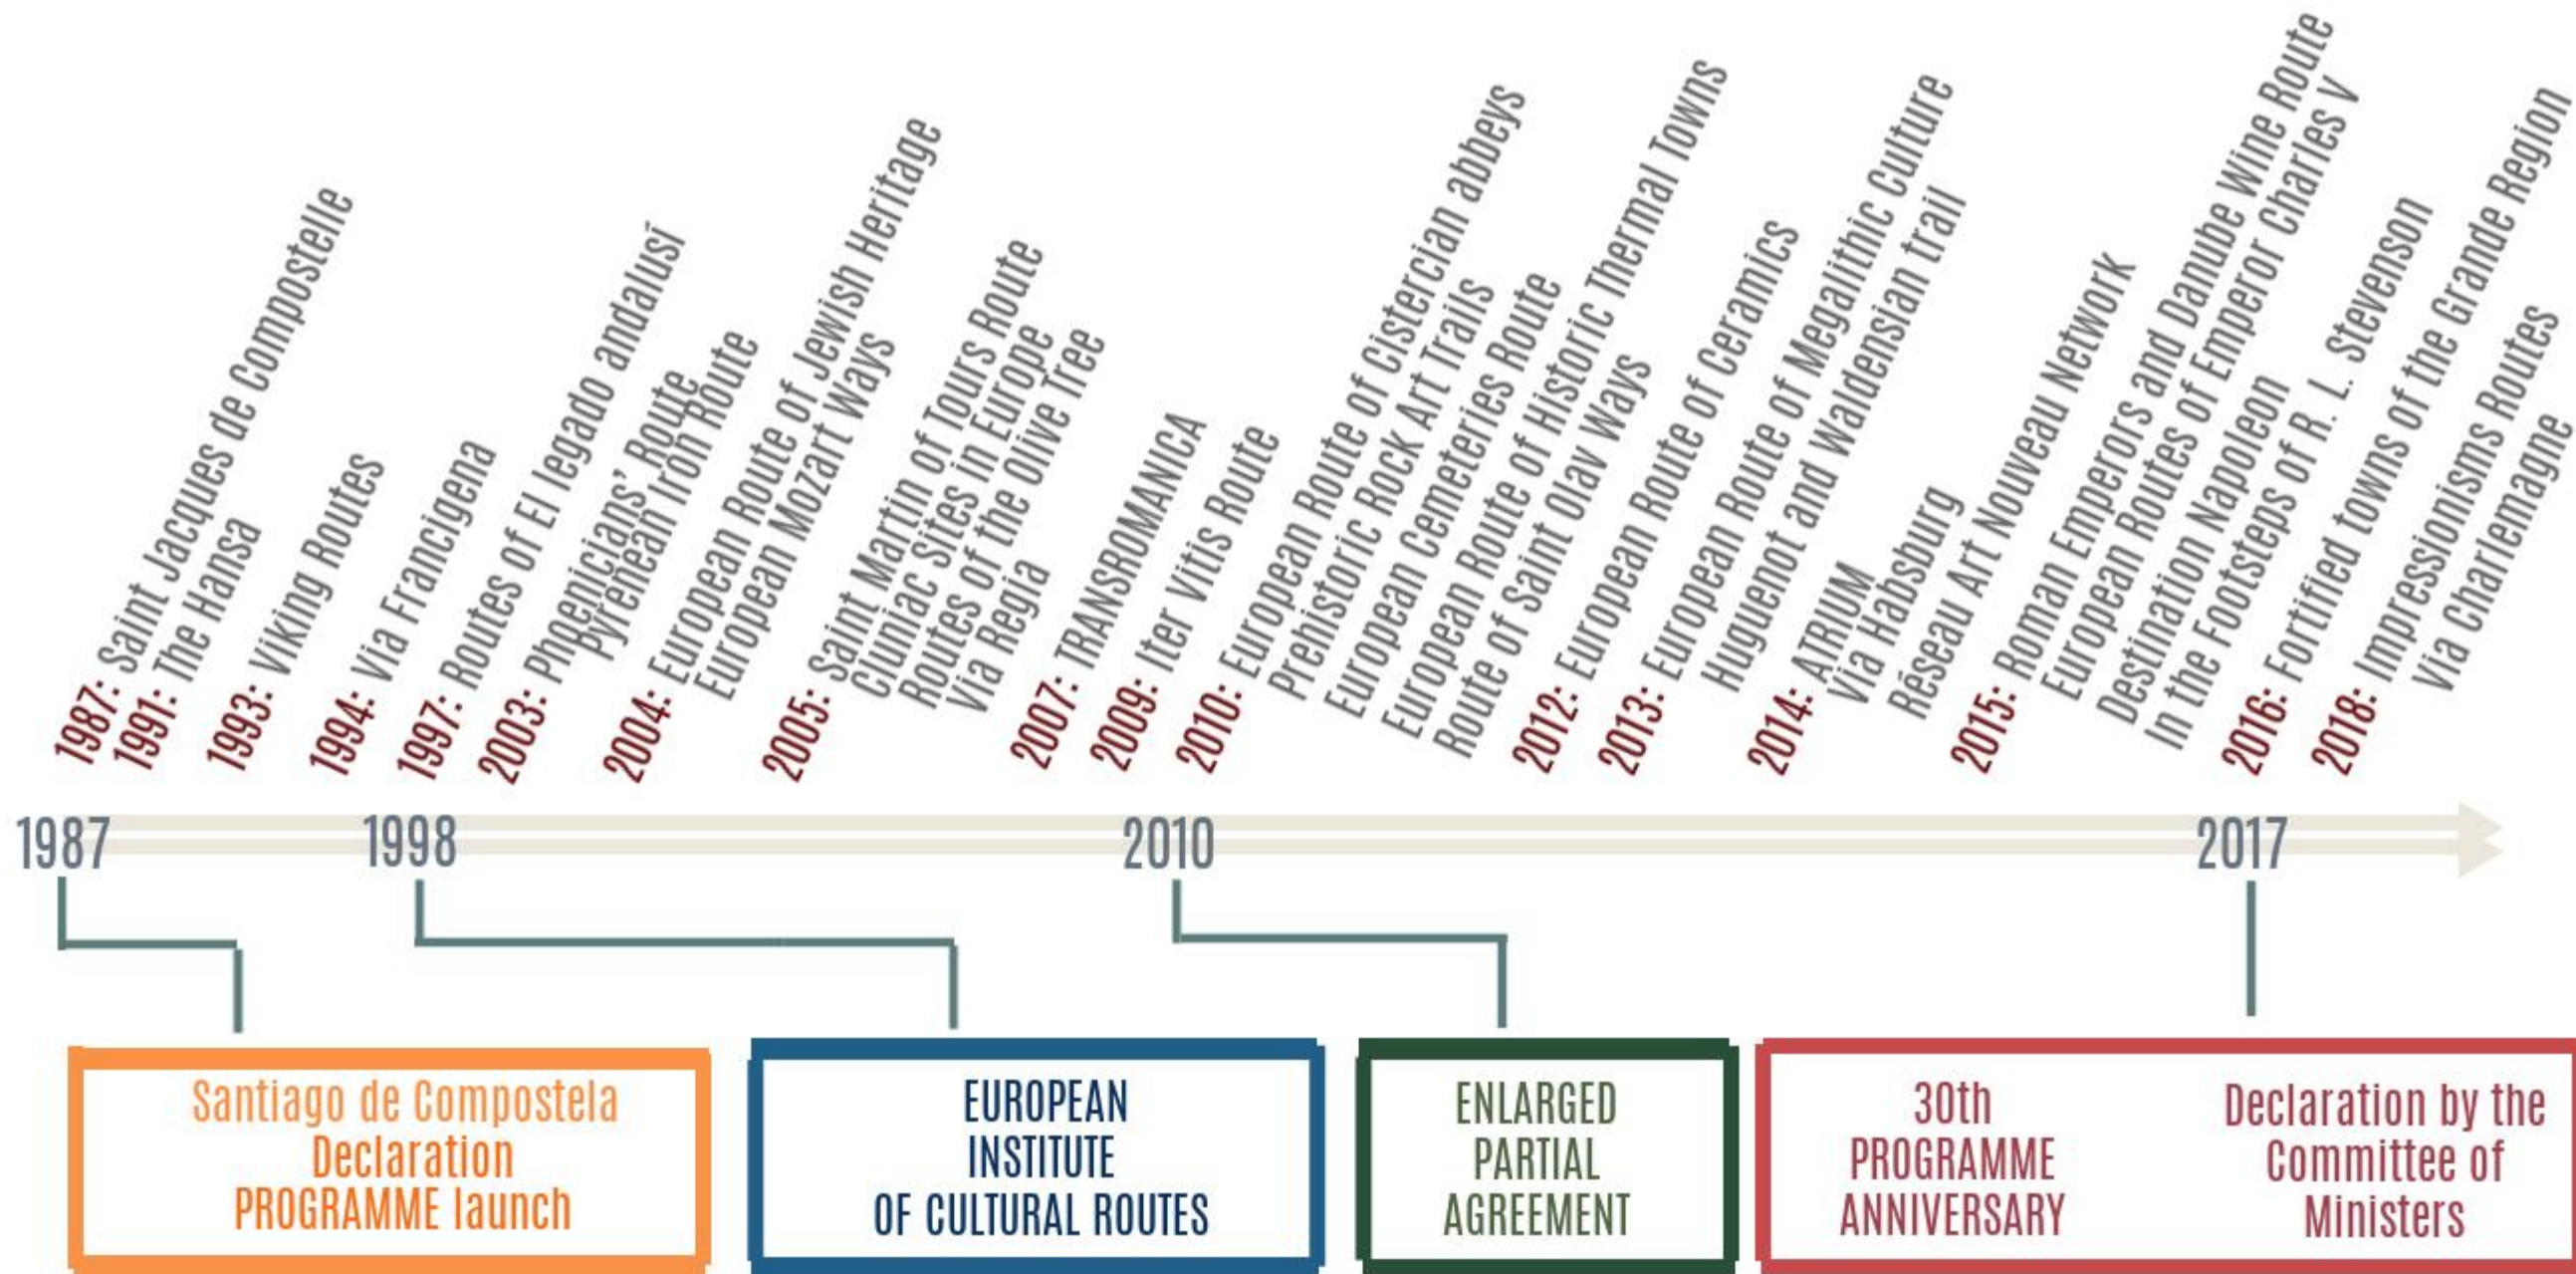 1987: Saint Jacques de Compostelle
1991: The Hansa
1993: Viking Routes
1994: Via Francigena
1997: Routes of El legado andalusí
2003: Phoenicians' Route
Pyrenean Iron Route
2004: European Route of Jewish Heritage
European Mozart Ways
2005: Saint Martin of Tours Route
Cluniac Sites in Europe
Routes of the Olive Tree
Via Regia
2007: TRANSROMANICA
2009: Iter Vitis Route
2010: European Route of Cistercian abbeys
Prehistoric Rock Art Trails
European Cemeteries Route
European Route of Historic Thermal Towns
Route of Saint Olav Ways
2012: European Route of Ceramics
2013: European Route of Megalithic Culture
Huguenot and Waldensian trail
2014: ATRIUM
Via Habsburg
Réseau Art Nouveau Network
2015: Roman Emperors and Danube Wine Route
European Routes of Emperor Charles V
Destination Napoleon
In the Footsteps of R. L. Stevenson
2016: Fortified towns of the Grande Region
2018: Impressionisms Routes
Via Charlemagne
1987
1998
2010
2017
Santiago de Compostela
Declaration
PROGRAMME launch
EUROPEAN
INSTITUTE
OF CULTURAL ROUTES
ENLARGED
PARTIAL
AGREEMENT
30th
PROGRAMME
ANNIVERSARY
Declaration by the
Committee of
Ministers